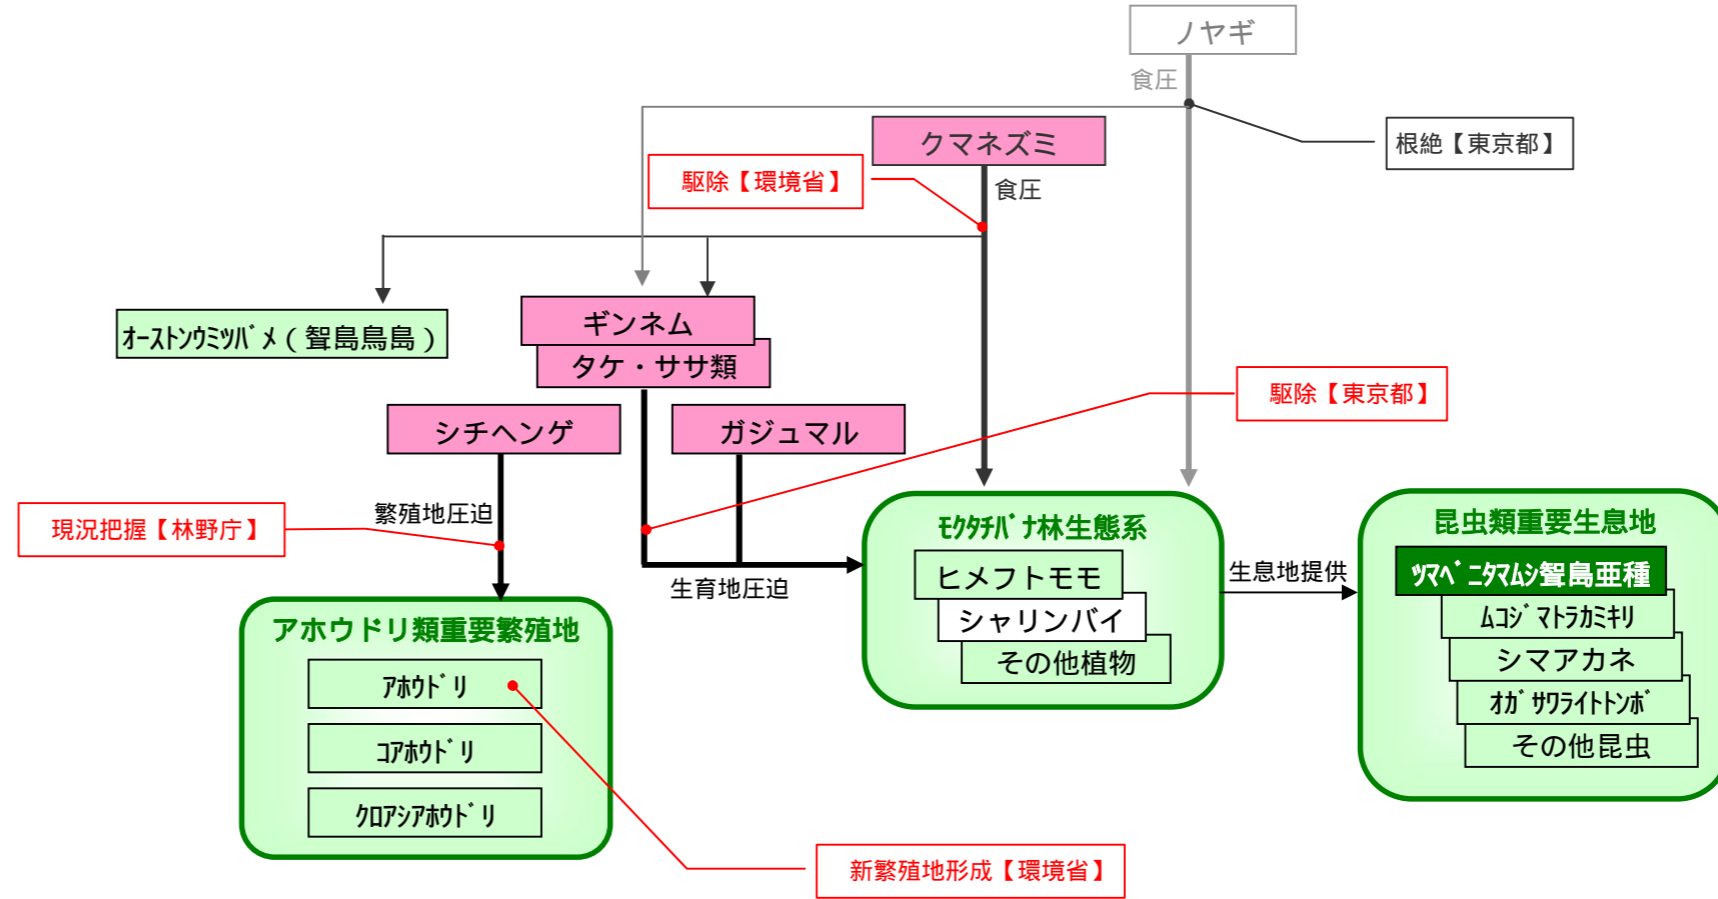 ノヤギ
食圧
クマネズミ
根絶【東京都】
駆除【環境省】
食圧
ギンネム
オーストンウミツバメ（聟島鳥島）
タケ・ササ類
駆除【東京都】
シチヘンゲ
ガジュマル
繁殖地圧迫
現況把握【林野庁】
モクタチバナ林生態系
昆虫類重要生息地
ヒメフトモモ
生育地圧迫
生息地提供
ツマベニタマムシ聟島亜種
シャリンバイ
ムコジマトラカミキリ
アホウドリ類重要繁殖地
その他植物
シマアカネ
アホウドリ
オガサワライトトンボ
コアホウドリ
その他昆虫
クロアシアホウドリ
新繁殖地形成【環境省】